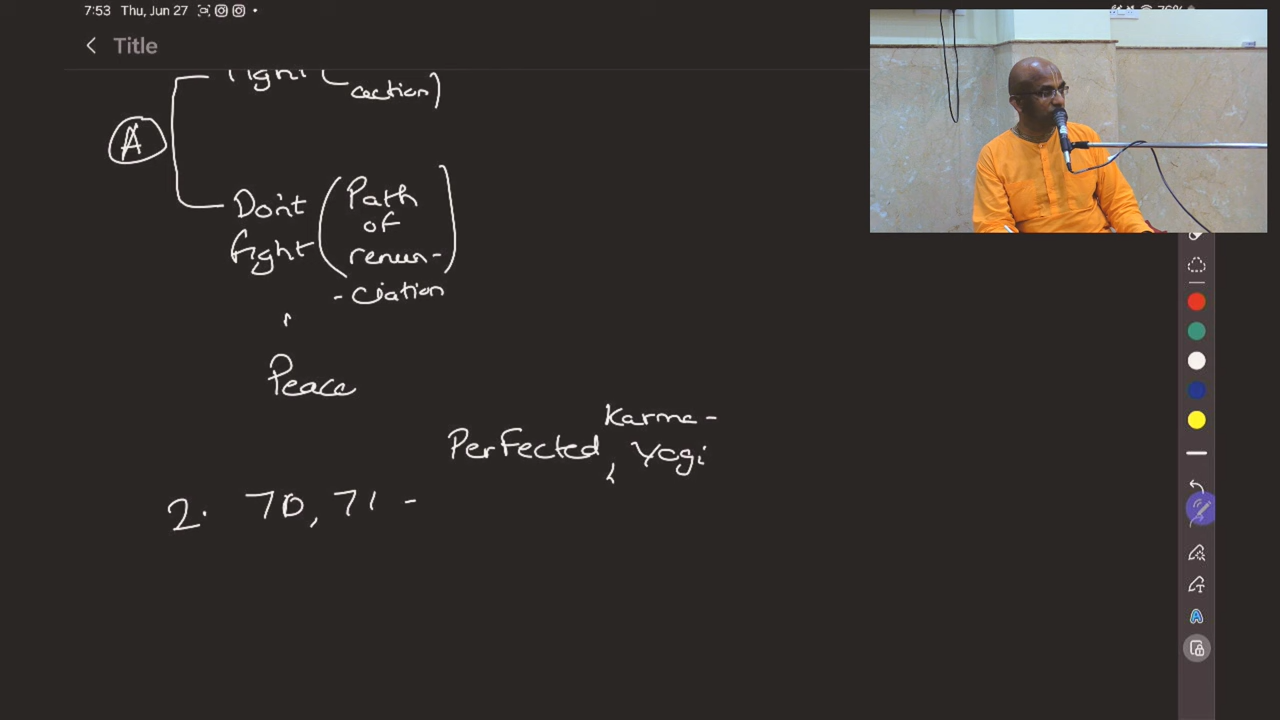 7:53 Thu, Jun 27
76%
Title
Fight (
action)
A
Don't
fight
(Path
of
renun-)
- ciation
Peace
Karma -
Perfected, Yogi
2. 70, 71 -